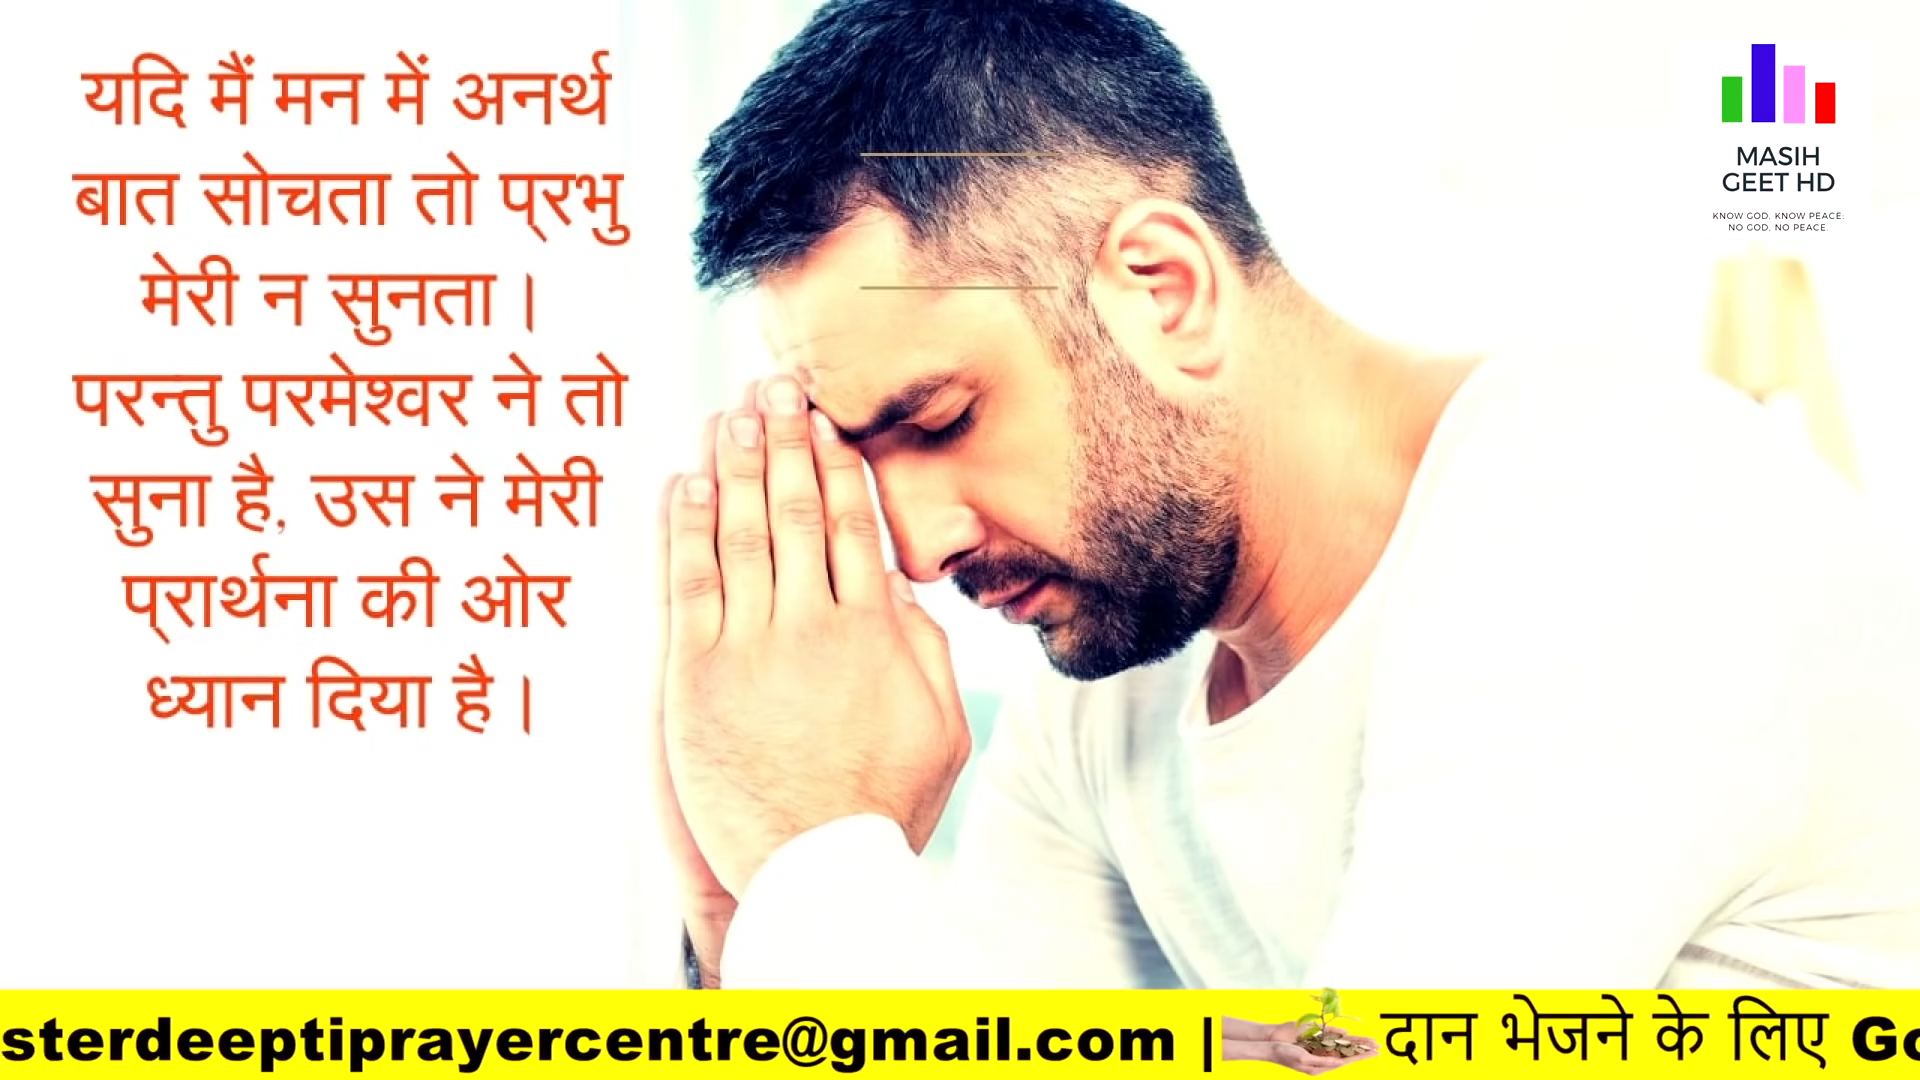 यदि मैं मन में अनर्थ
बात सोचता तो प्रभु
मेरी न सुनता।
परन्तु परमेश्वर ने तो
सुना है, उस ने मेरी
प्रार्थना की ओर
ध्यान दिया है।
MASIH
GEET HD
KNOW GOD. KNOW PEACE:
NO GOD. NO PEACE.
sterdeeptiprayercentre@gmail.com | दान भेजने के लिए Go